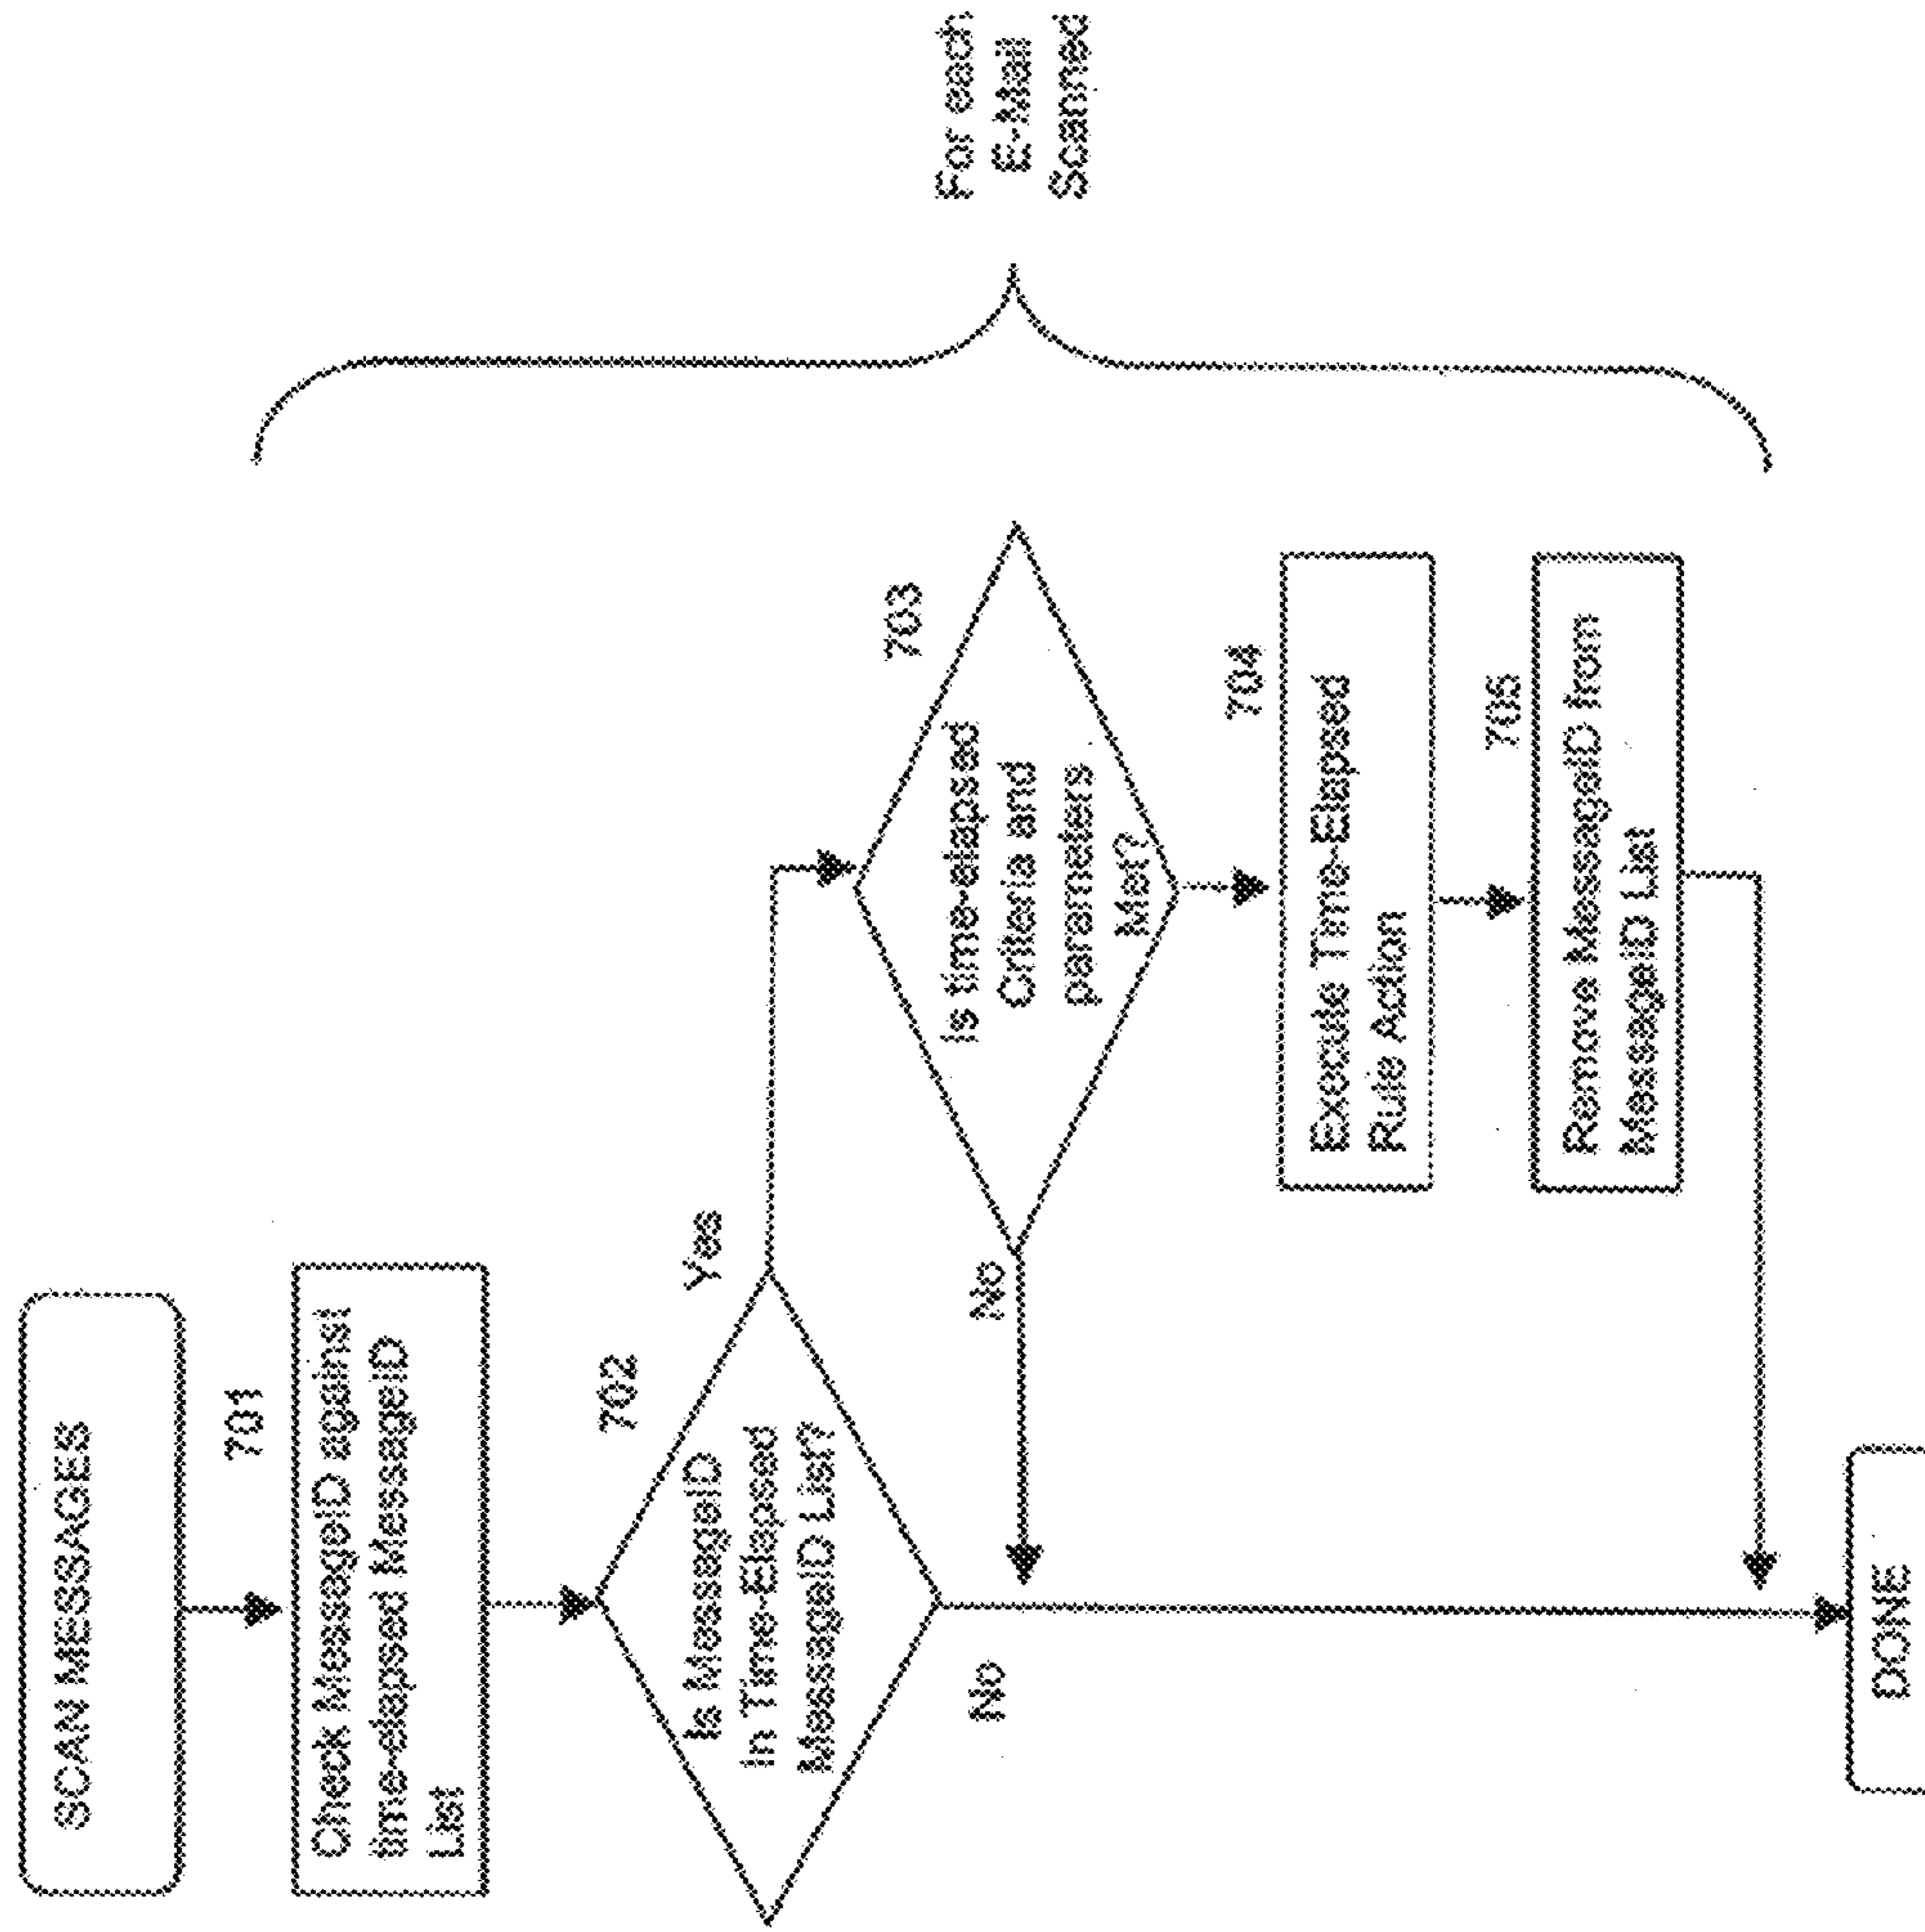 SCAN MESSAGES
701
Check MessageID against
time-elapsed MessageID
List
702
Is MessageID
in Time-Elapsed
MessageID List?
Yes
No
703
Is time-elapsed
Criteria and
parameters
Met?
No
704
Execute Time-Elapsed
Rule Action
705
Remove MessageID from
MessageID List
DONE
For each
E-Mail
Scanned